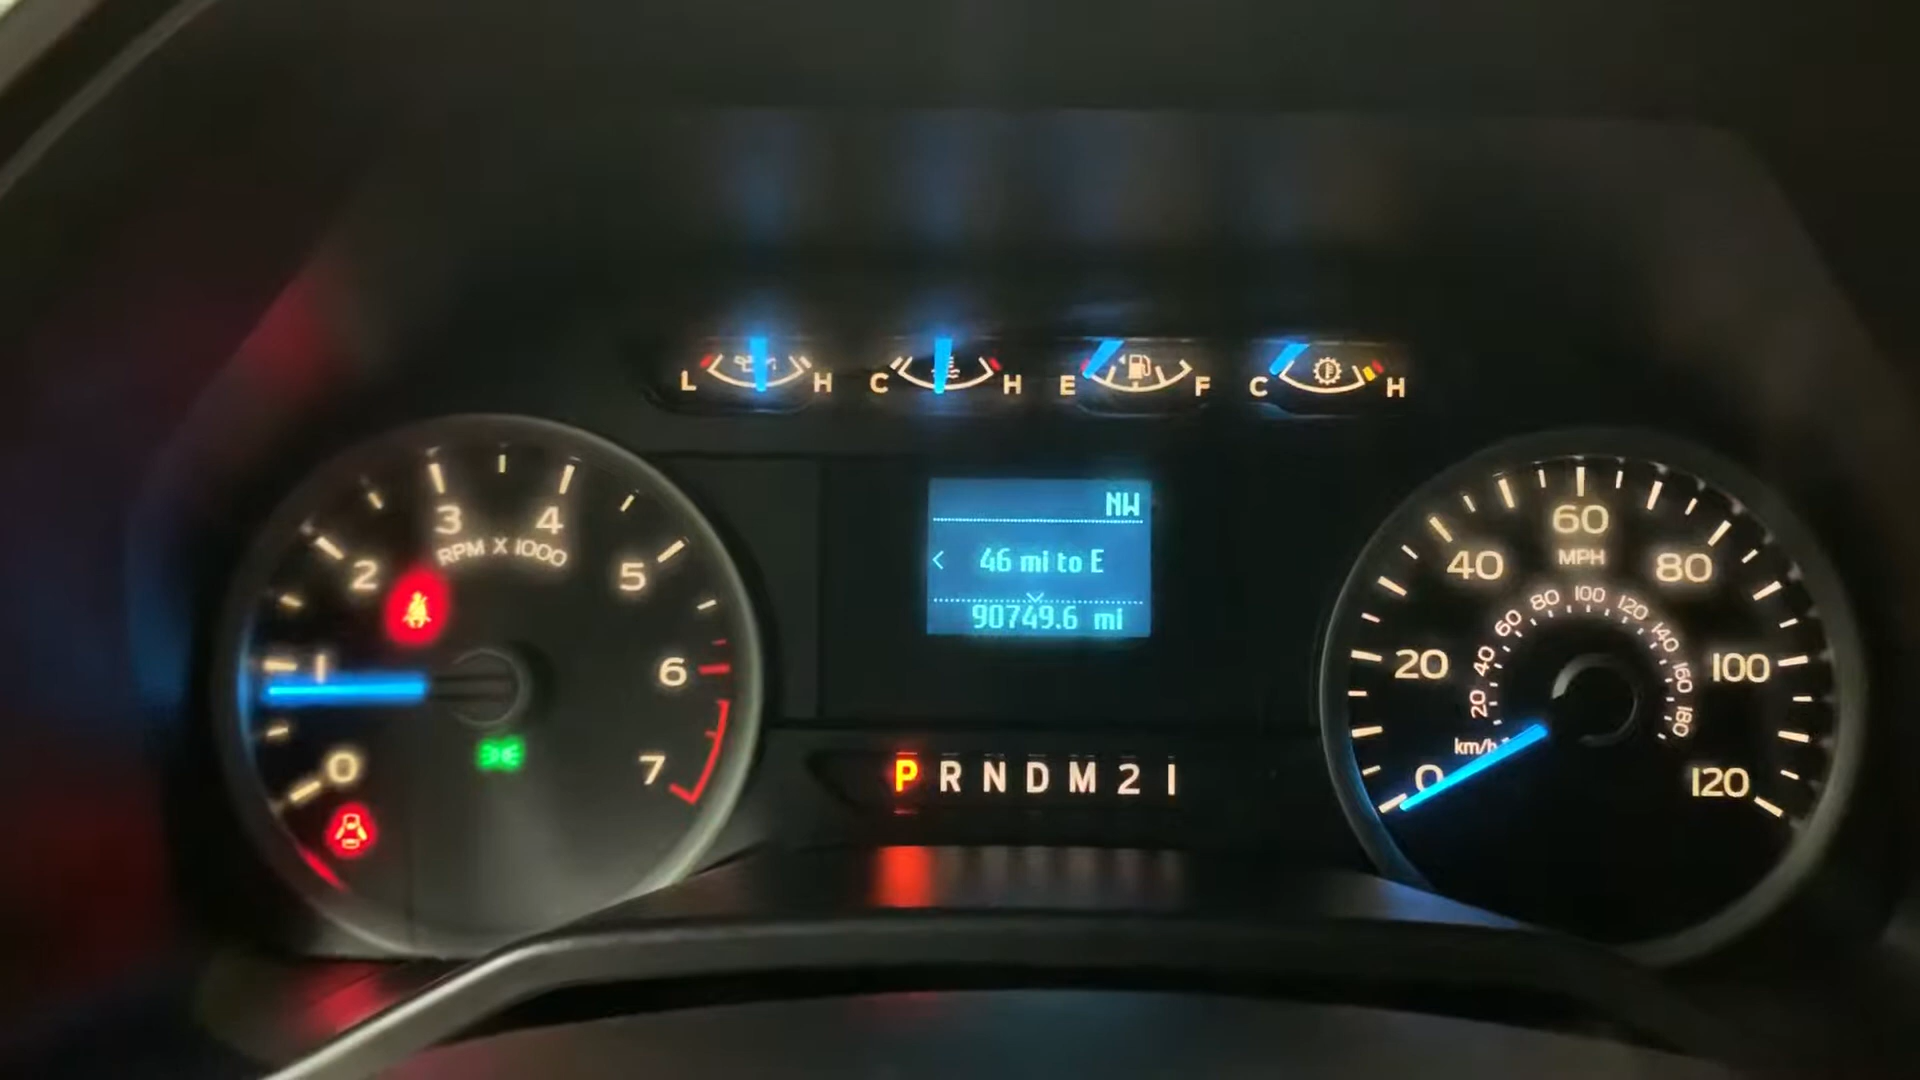 L H C H E F C H
0 1 2 3 4 5 6 7
RPM X 1000
NW
< 46 mi to E
90749.6 mi
P R N D M 2 1
0 20 40 60 80 100 120
MPH
20 40 60 80 100 120 140 160 180
km/h